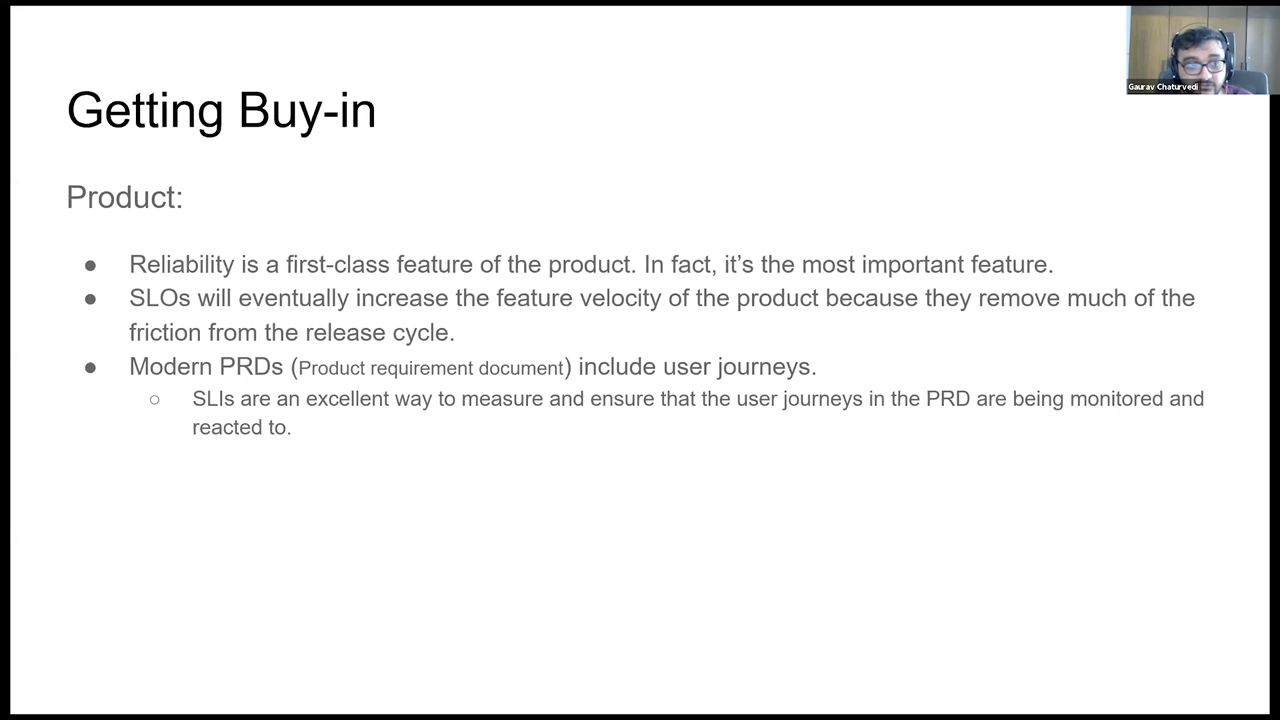 Getting Buy-in
Gaurav Chaturvedi
Product:
● Reliability is a first-class feature of the product. In fact, it’s the most important feature.
● SLOs will eventually increase the feature velocity of the product because they remove much of the
friction from the release cycle.
● Modern PRDs (Product requirement document) include user journeys.
○ SLIs are an excellent way to measure and ensure that the user journeys in the PRD are being monitored and
reacted to.